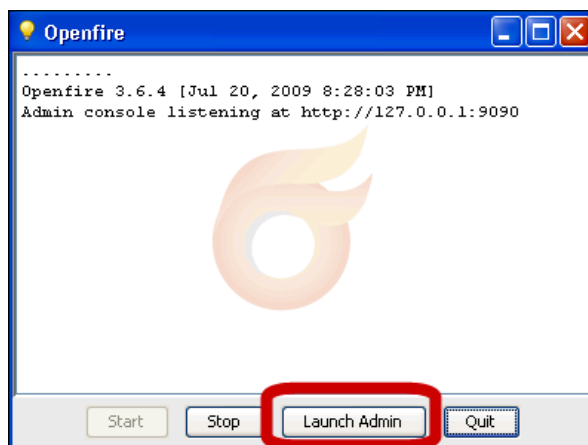 Openfire
.........
Openfire 3.6.4 [Jul 20, 2009 8:28:03 PM]
Admin console listening at http://127.0.0.1:9090
Start Stop Launch Admin Quit